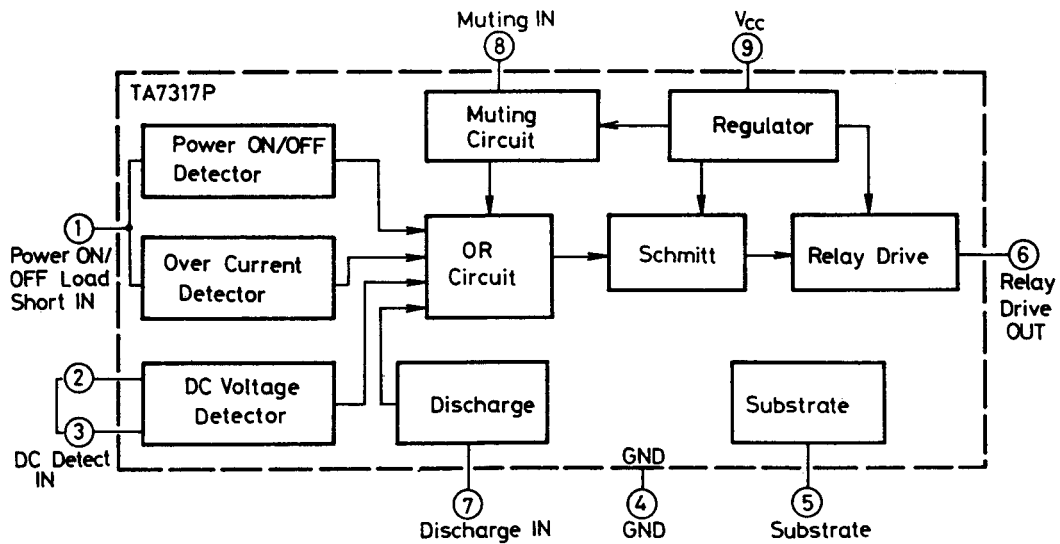 Muting IN
8
Vcc
9
TA7317P
Power ON/OFF
Detector
Muting
Circuit
Regulator
1
Power ON/
OFF Load
Short IN
Over Current
Detector
OR
Circuit
Schmitt
Relay Drive
6
Relay
Drive
OUT
2
3
DC Detect
IN
DC Voltage
Detector
Discharge
Substrate
GND
7
Discharge IN
4
GND
5
Substrate